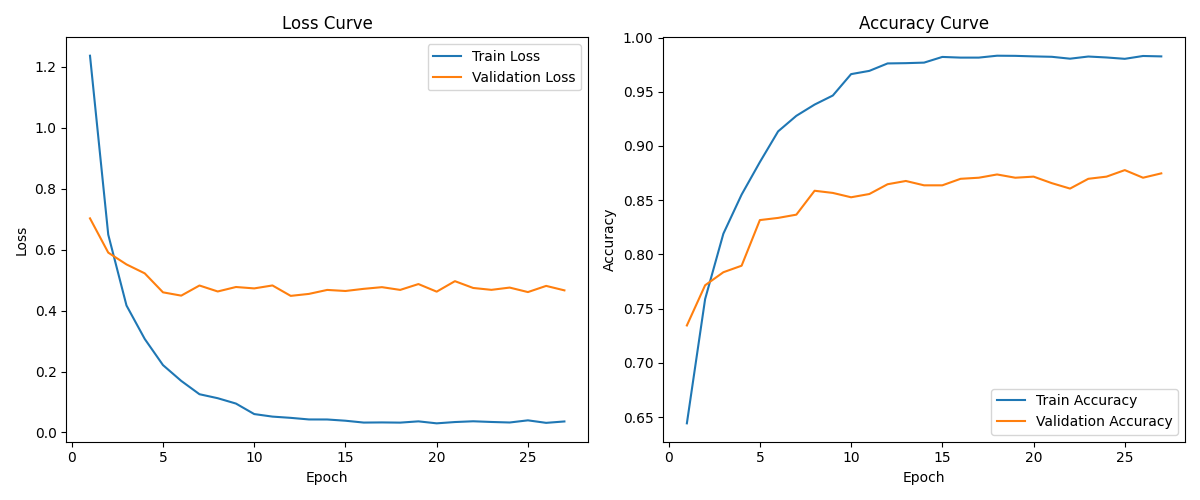 Loss Curve
Train Loss
Validation Loss
Loss
1.2
1.0
0.8
0.6
0.4
0.2
0.0
0 5 10 15 20 25
Epoch
Accuracy Curve
Accuracy
1.00
0.95
0.90
0.85
0.80
0.75
0.70
0.65
Train Accuracy
Validation Accuracy
0 5 10 15 20 25
Epoch